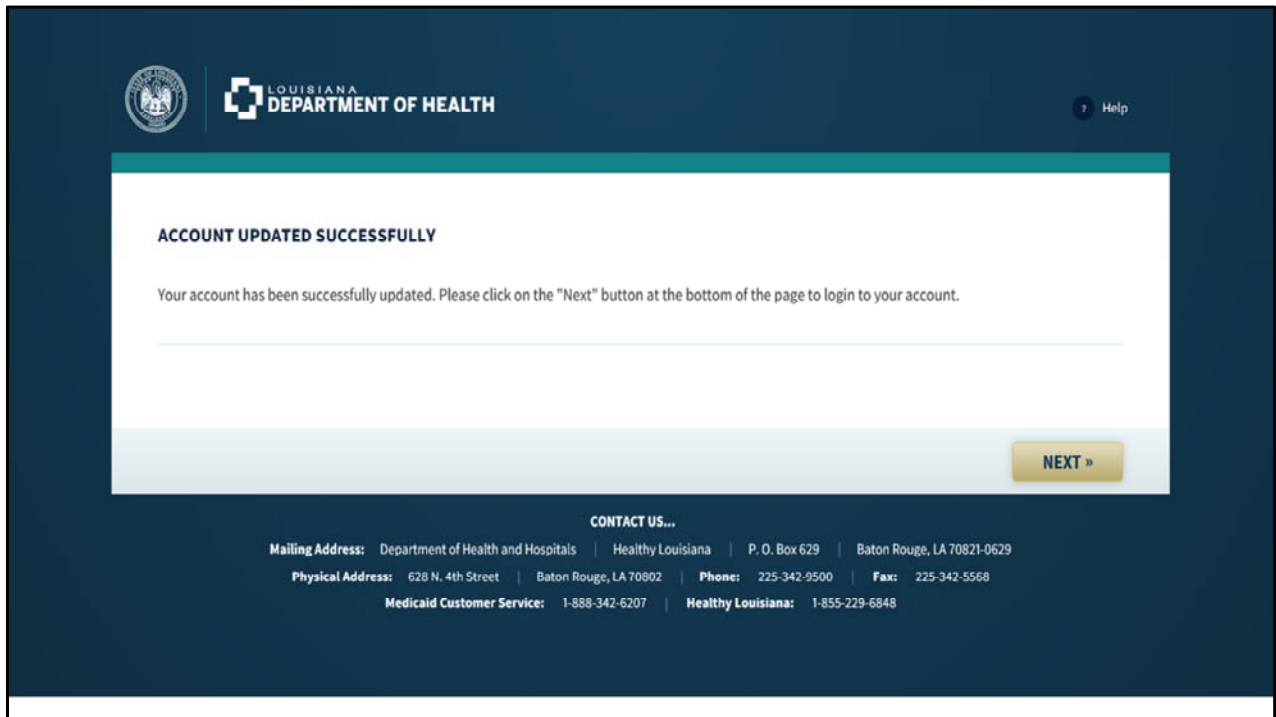 LOUISIANA
DEPARTMENT OF HEALTH
? Help
ACCOUNT UPDATED SUCCESSFULLY
Your account has been successfully updated. Please click on the "Next" button at the bottom of the page to login to your account.
NEXT »
CONTACT US...
Mailing Address: Department of Health and Hospitals | Healthy Louisiana | P. O. Box 629 | Baton Rouge, LA 70821-0629
Physical Address: 628 N. 4th Street | Baton Rouge, LA 70802 | Phone: 225-342-9500 | Fax: 225-342-5568
Medicaid Customer Service: 1-888-342-6207 | Healthy Louisiana: 1-855-229-6848